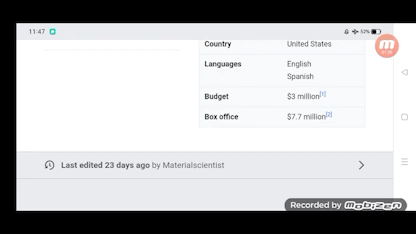 11:47
52%
Country United States
Languages English
Spanish
Budget $3 million[1]
Box office $7.7 million[2]
Last edited 23 days ago by Materialscientist
Recorded by MOBIZEN